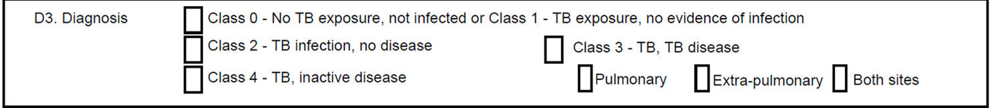 D3. Diagnosis Class 0 - No TB exposure, not infected or Class 1 - TB exposure, no evidence of infection
Class 2 - TB infection, no disease Class 3 - TB, TB disease
Class 4 - TB, inactive disease Pulmonary Extra-pulmonary Both sites